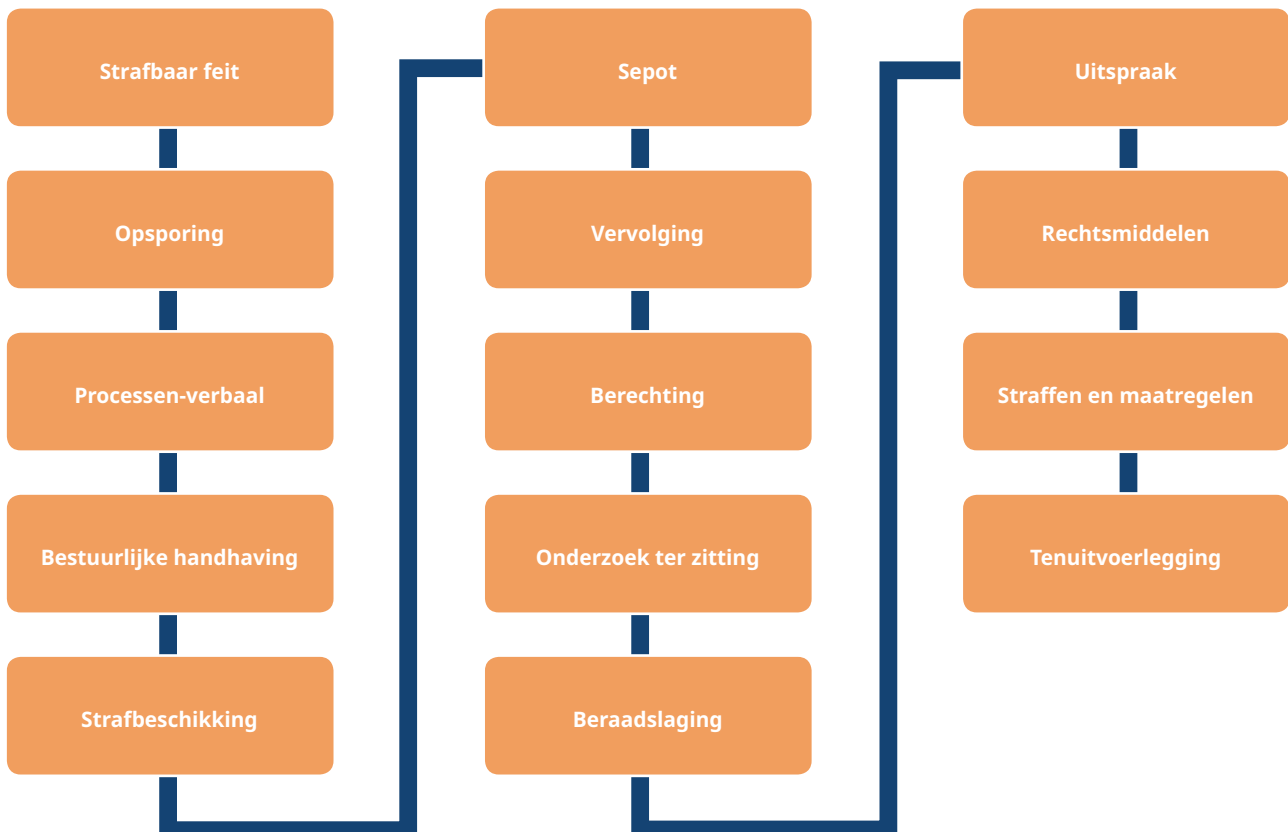 Strafbaar feit
Opsporing
Processen-verbaal
Bestuurlijke handhaving
Strafbeschikking
Sepot
Vervolging
Berechting
Onderzoek ter zitting
Beraadslaging
Uitspraak
Rechtsmiddelen
Straffen en maatregelen
Tenuitvoerlegging